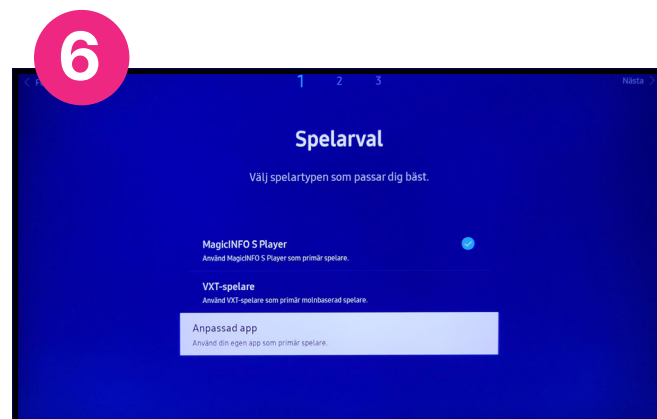 6
1 2 3 Nästa
Spelarval
Välj spelartypen som passar dig bäst.
MagicINFO S Player
Använd MagicINFO S Player som primär spelare.
VXT-spelare
Använd VXT-spelare som primär molnbaserad spelare.
Anpassad app
Använd din egen app som primär spelare.